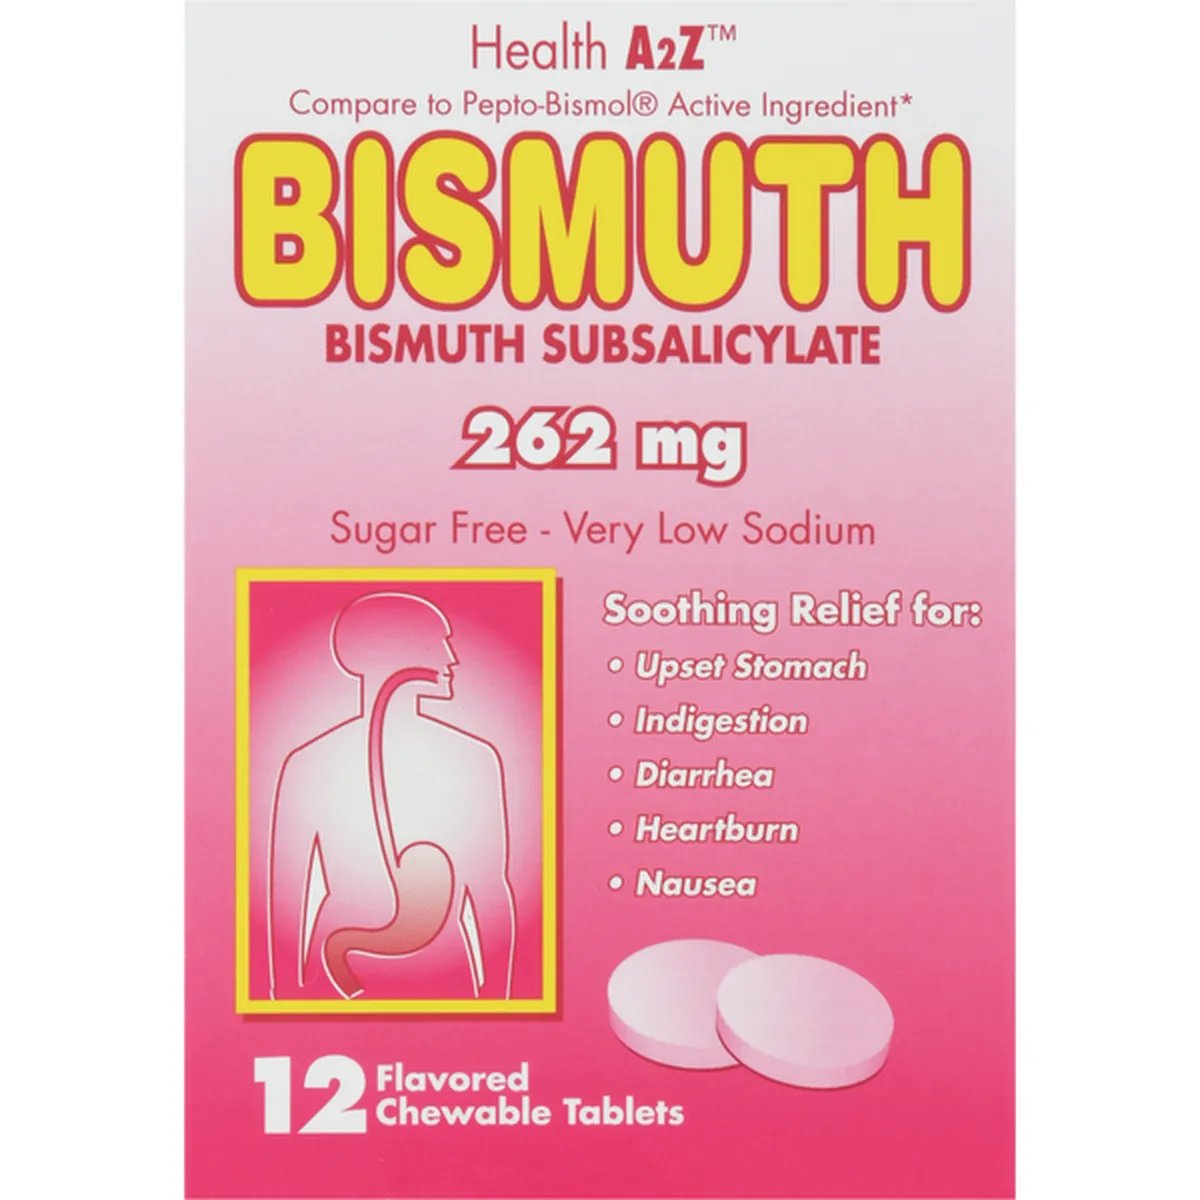 Health A2Z™
Compare to Pepto-Bismol® Active Ingredient*
BISMUTH
BISMUTH SUBSALICYLATE
262 mg
Sugar Free - Very Low Sodium
Soothing Relief for:
• Upset Stomach
• Indigestion
• Diarrhea
• Heartburn
• Nausea
12 Flavored
Chewable Tablets